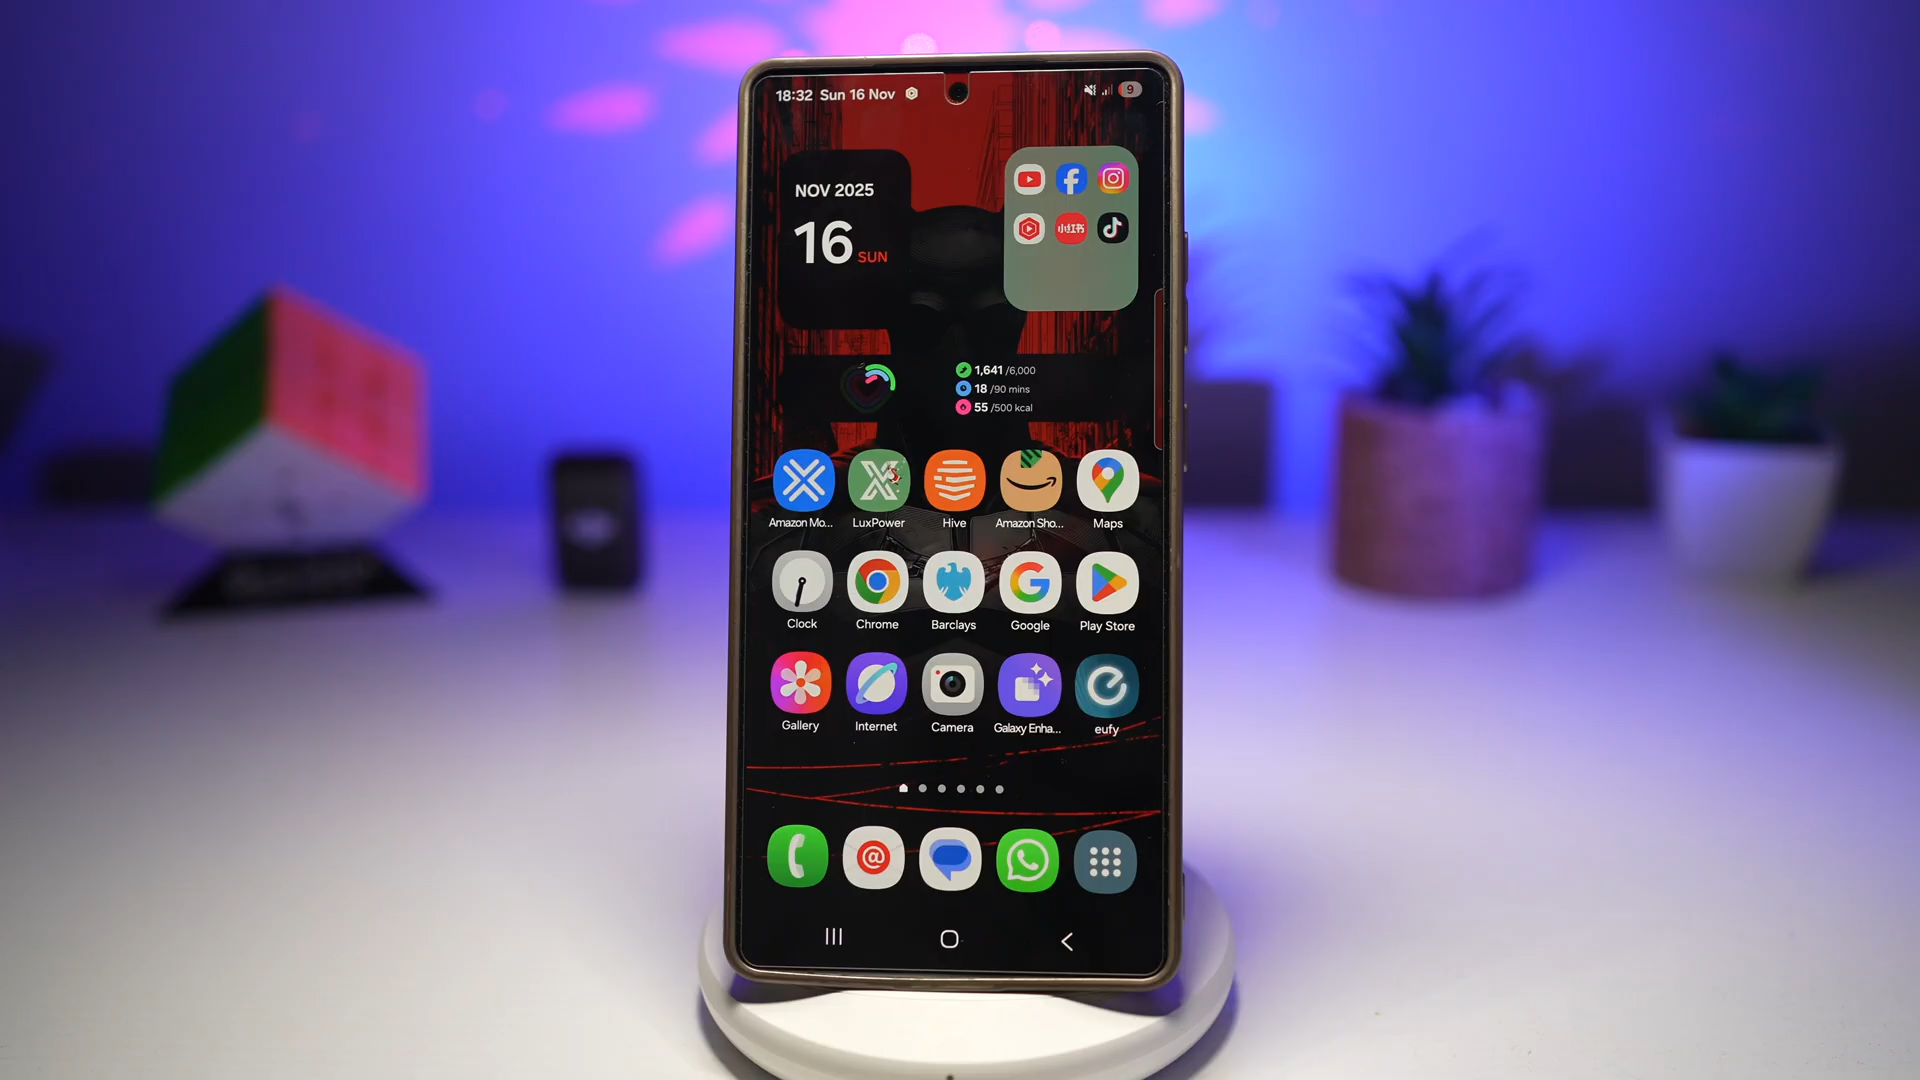 18:32 Sun 16 Nov
9
NOV 2025
16 SUN
小红书
1,641 /6,000
18 /90 mins
55 /500 kcal
Amazon Mo... LuxPower Hive Amazon Sho... Maps
Clock Chrome Barclays Google Play Store
Gallery Internet Camera Galaxy Enha... eufy